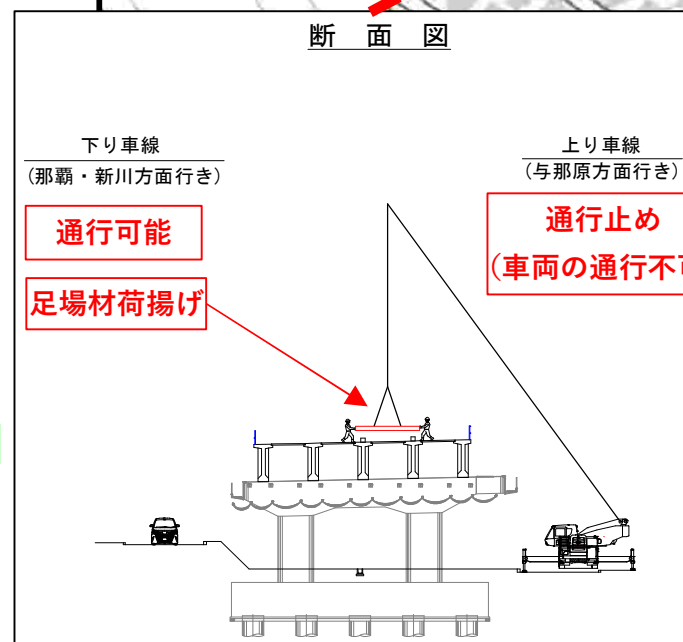 断面図
下り車線
(那覇・新川方面行き)
通行可能
足場材荷揚げ
上り車線
(与那原方面行き)
通行止め
(車両の通行不